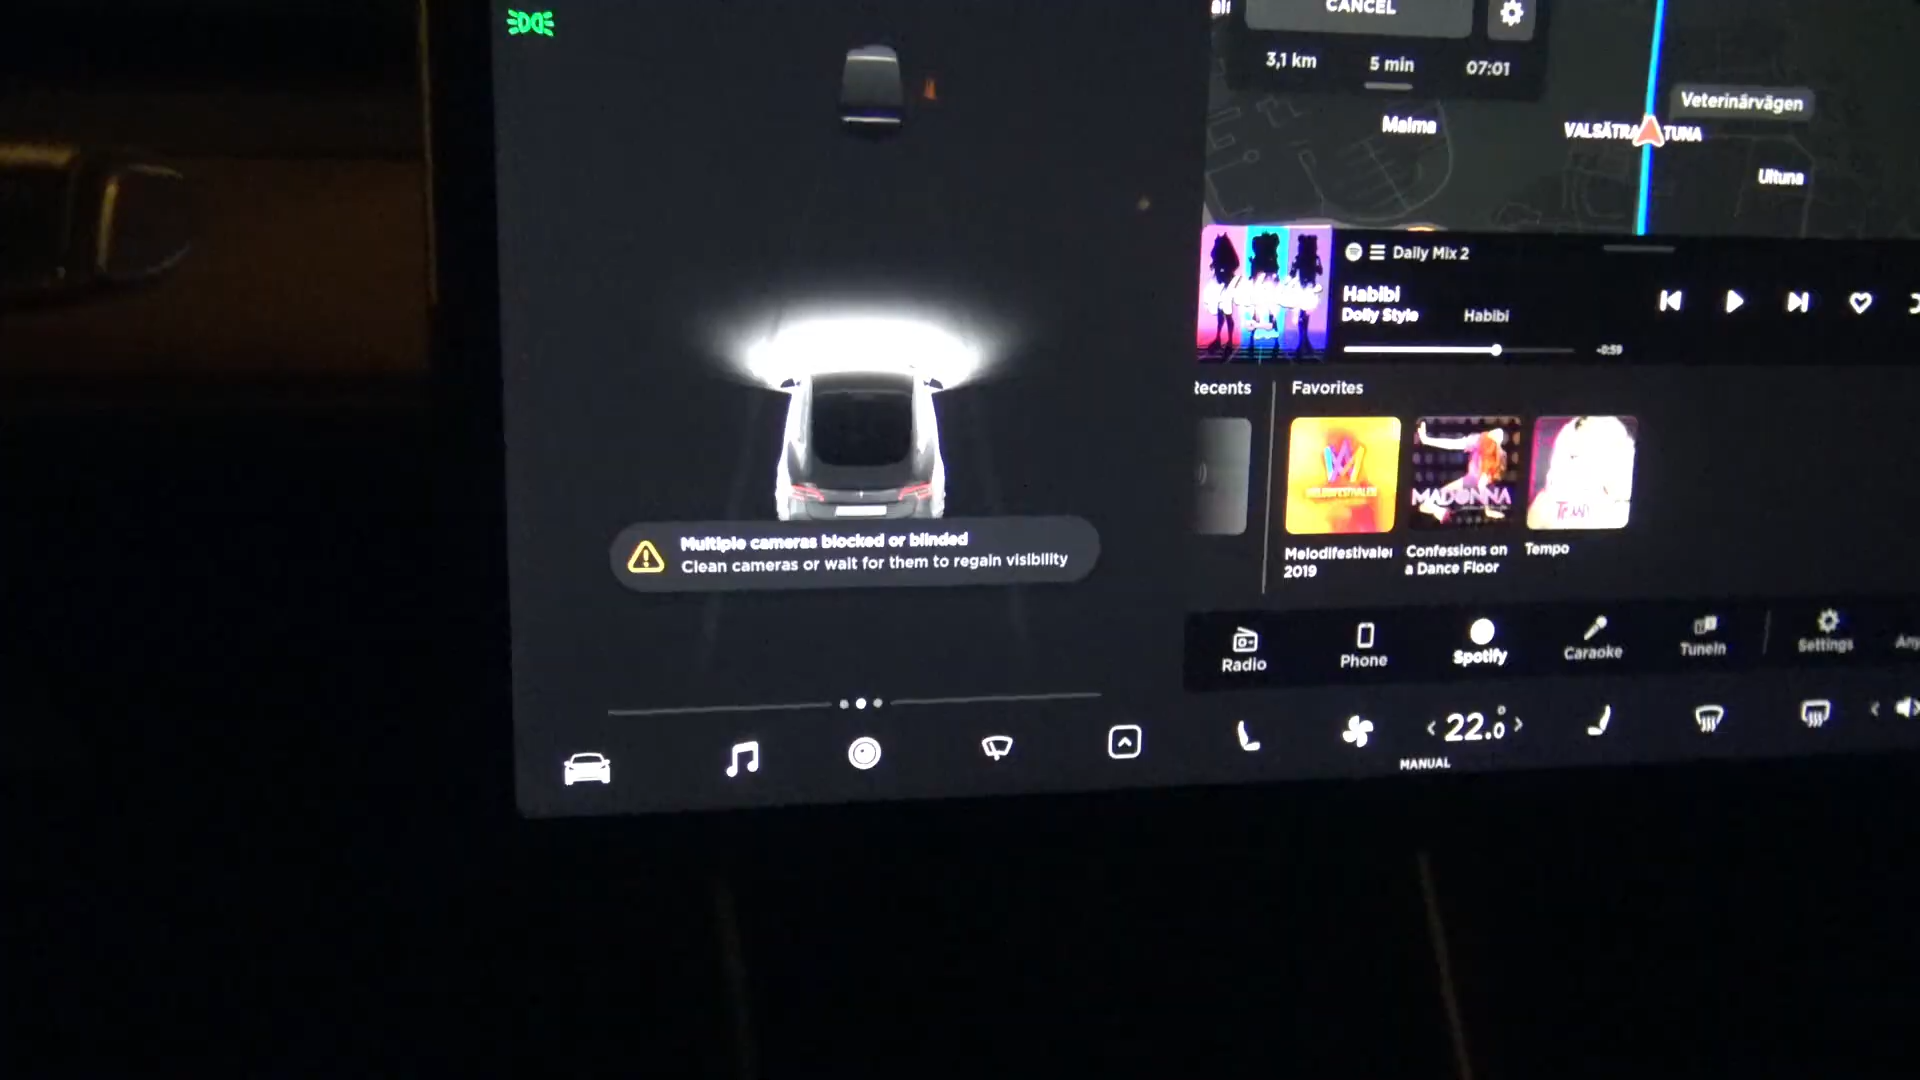 CANCEL
3,1 km 5 min 07:01
Malma
Veterinärvägen
VALSÄTRA TUNA
Ultuna
Daily Mix 2
Habibi
Dolly Style Habibi
-0:59
Recents Favorites
MADONNA
Melodifestivalen
2019
Confessions on
a Dance Floor
Tempo
Multiple cameras blocked or blinded
Clean cameras or wait for them to regain visibility
Radio Phone Spotify Caraoke TuneIn Settings
22.0°
MANUAL